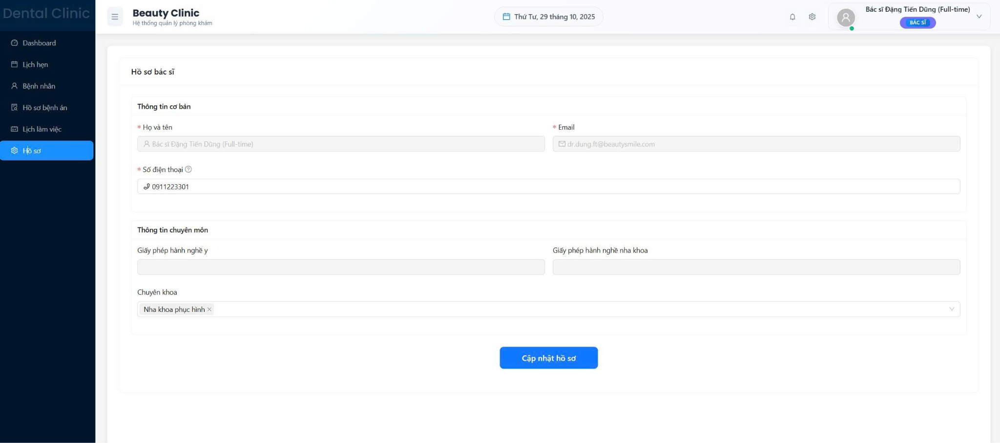 Dental Clinic
Beauty Clinic
Hệ thống quản lý phòng khám
Thứ Tư, 29 tháng 10, 2025
Bác sĩ Đặng Tiến Dũng (Full-time)
BÁC SĨ
Dashboard
Lịch hẹn
Bệnh nhân
Hồ sơ bệnh án
Lịch làm việc
Hồ sơ
Hồ sơ bác sĩ
Thông tin cơ bản
* Họ và tên
Bác sĩ Đặng Tiến Dũng (Full-time)
* Email
dr.dung.ft@beautysmile.com
* Số điện thoại
0911223301
Thông tin chuyên môn
Giấy phép hành nghề y
Giấy phép hành nghề nha khoa
Chuyên khoa
Nha khoa phục hình
Cập nhật hồ sơ